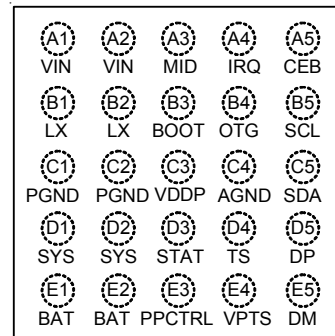 A1 A2 A3 A4 A5
VIN VIN MID IRQ CEB
B1 B2 B3 B4 B5
LX LX BOOT OTG SCL
C1 C2 C3 C4 C5
PGND PGND VDDP AGND SDA
D1 D2 D3 D4 D5
SYS SYS STAT TS DP
E1 E2 E3 E4 E5
BAT BAT PPCTRL VPTS DM